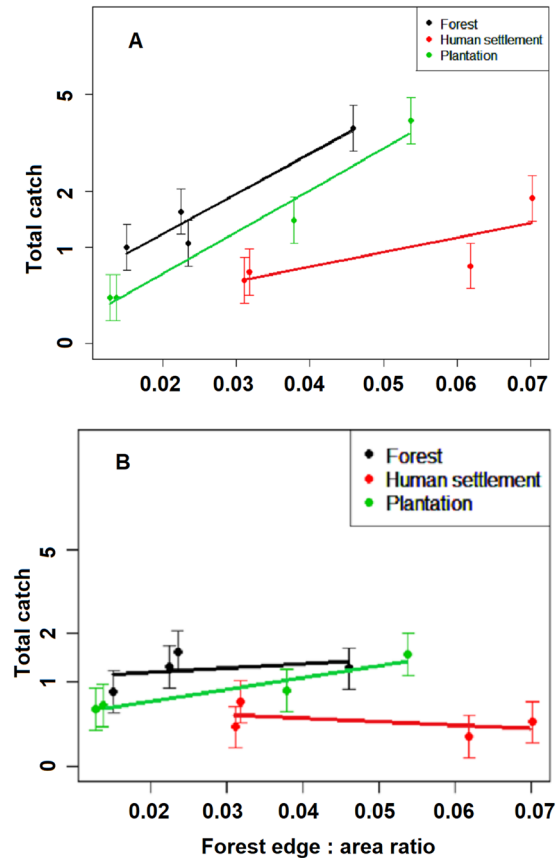 A
Forest
Human settlement
Plantation
Total catch
5
2
1
0
0.02 0.03 0.04 0.05 0.06 0.07
B
Forest
Human settlement
Plantation
Total catch
5
2
1
0
0.02 0.03 0.04 0.05 0.06 0.07
Forest edge : area ratio